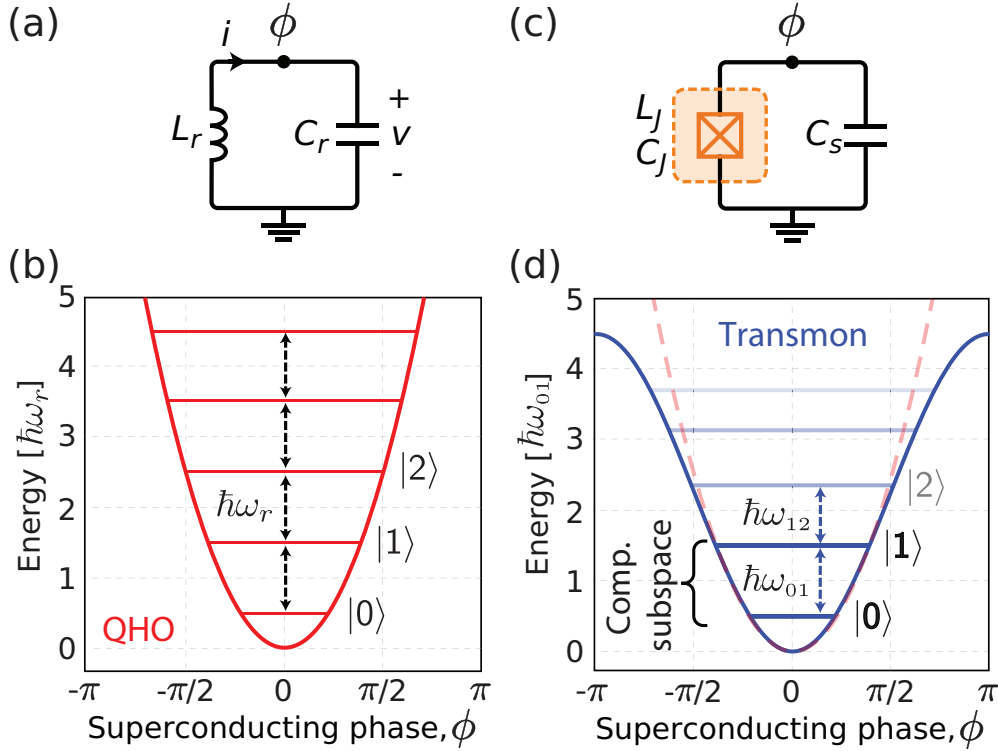 (a)
i
ϕ
L_r
C_r
+
v
-
(c)
ϕ
L_J
C_J
C_s
(b)
Energy [ℏω_r]
5
4
3
2
1
0
|2⟩
ℏω_r
|1⟩
|0⟩
QHO
-π
-π/2
0
π/2
π
Superconducting phase, ϕ
(d)
Energy [ℏω_01]
5
4
3
2
1
0
Transmon
|2⟩
ℏω_12
|1⟩
Comp.
subspace
ℏω_01
|0⟩
-π
-π/2
0
π/2
π
Superconducting phase, ϕ